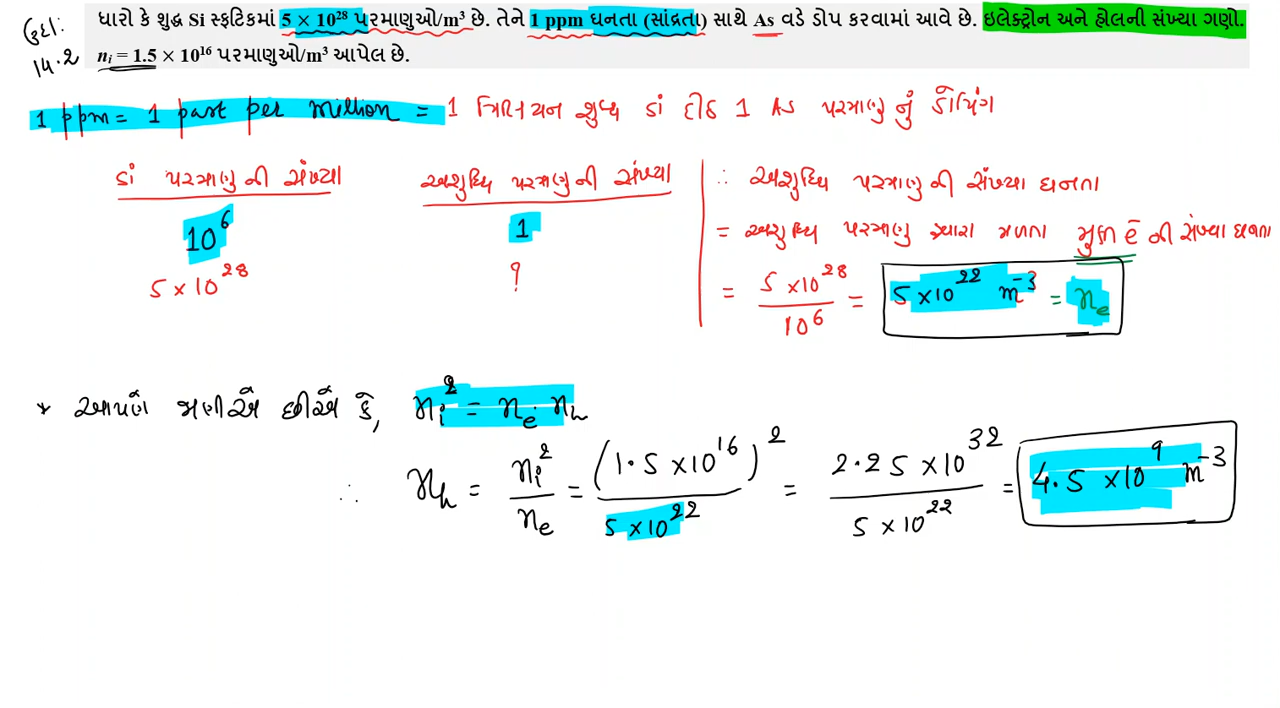 ઉદા. 14.2
ધારો કે શુદ્ધ Si સ્ફટિકમાં 5 × 10²⁸ પરમાણુઓ/m³ છે. તેને 1 ppm ઘનતા (સાંદ્રતા) સાથે As વડે ડોપ કરવામાં આવે છે. ઇલેક્ટ્રોન અને હોલની સંખ્યા ગણો.
nᵢ = 1.5 × 10¹⁶ પરમાણુઓ/m³ આપેલ છે.
1 ppm = 1 part per million = 1 મિલિયન શુદ્ધ Si દીઠ 1 As પરમાણુ નું ડોપિંગ
Si પરમાણુ ની સંખ્યા
10⁶
5 × 10²⁸
અશુદ્ધિ પરમાણુ ની સંખ્યા
1
?
∴ અશુદ્ધિ પરમાણુ ની સંખ્યા ઘનતા
= અશુદ્ધિ પરમાણુ દ્વારા મળતા મુક્ત e⁻ ની સંખ્યા ઘનતા
= 5 × 10²⁸ / 10⁶ = 5 × 10²² m⁻³ = nₑ
* આપણે જાણીએ છીએ કે, nᵢ² = nₑ nₕ
∴ nₕ = nᵢ² / nₑ = (1.5 × 10¹⁶)² / 5 × 10²² = 2.25 × 10³² / 5 × 10²² = 4.5 × 10⁹ m⁻³